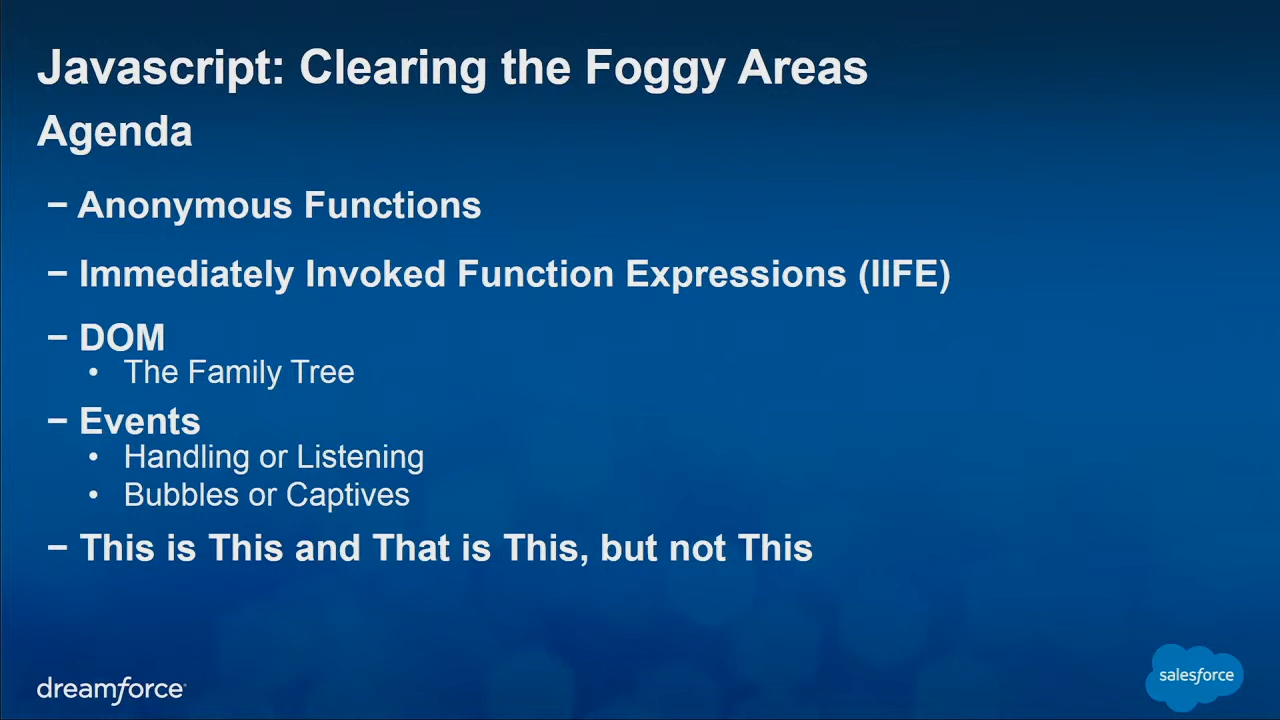 Javascript: Clearing the Foggy Areas
Agenda
− Anonymous Functions
− Immediately Invoked Function Expressions (IIFE)
− DOM
• The Family Tree
− Events
• Handling or Listening
• Bubbles or Captives
− This is This and That is This, but not This
dreamforce
salesforce